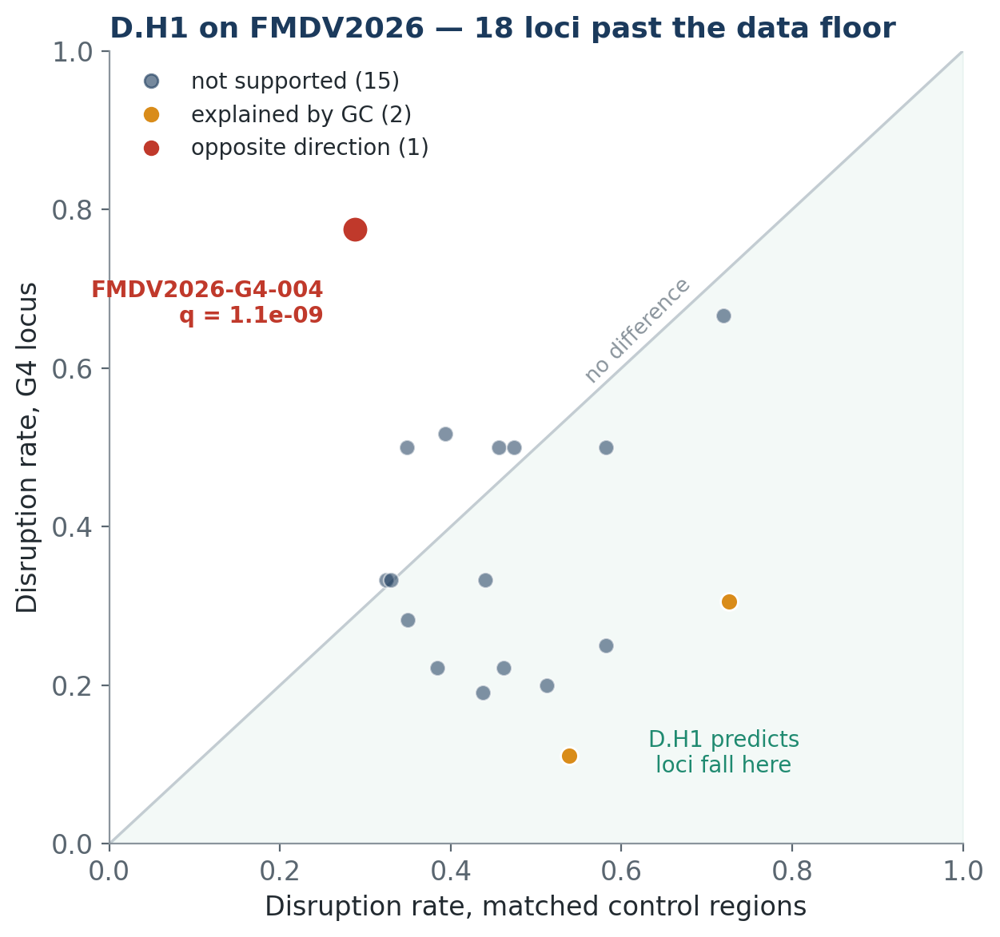 D.H1 on FMDV2026 — 18 loci past the data floor
not supported (15)
explained by GC (2)
opposite direction (1)
FMDV2026-G4-004
q = 1.1e-09
no difference
D.H1 predicts
loci fall here
Disruption rate, G4 locus
1.0
0.8
0.6
0.4
0.2
0.0
0.0 0.2 0.4 0.6 0.8 1.0
Disruption rate, matched control regions